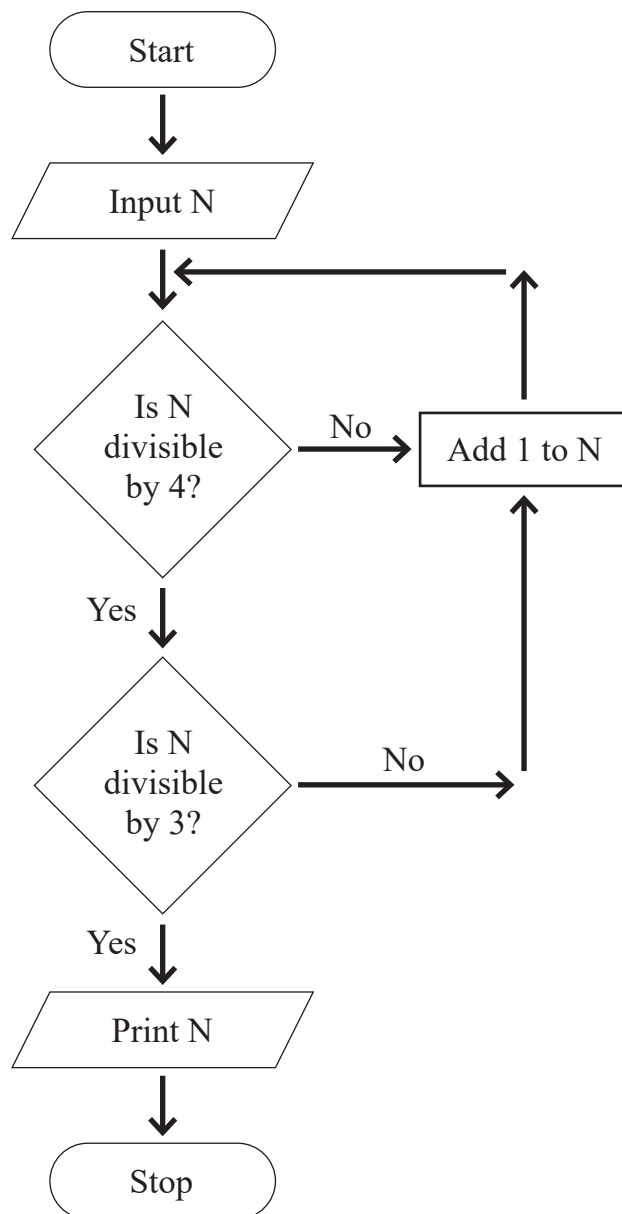 Start
Input N
Is N
divisible
by 4?
No
Add 1 to N
Yes
Is N
divisible
by 3?
No
Yes
Print N
Stop